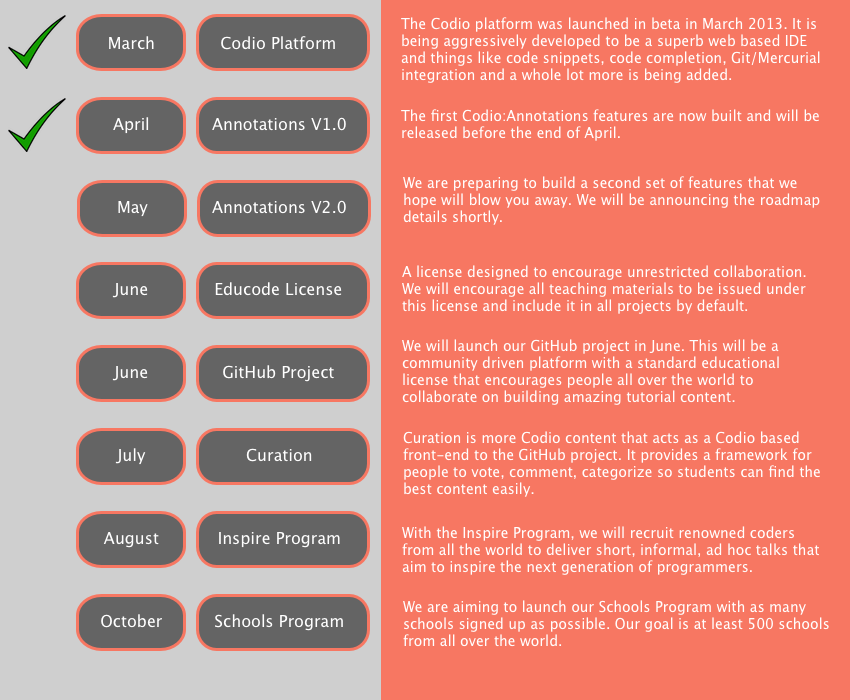 March
Codio Platform
The Codio platform was launched in beta in March 2013. It is
being aggressively developed to be a superb web based IDE
and things like code snippets, code completion, Git/Mercurial
integration and a whole lot more is being added.
April
Annotations V1.0
The first Codio:Annotations features are now built and will be
released before the end of April.
May
Annotations V2.0
We are preparing to build a second set of features that we
hope will blow you away. We will be announcing the roadmap
details shortly.
June
Educode License
A license designed to encourage unrestricted collaboration.
We will encourage all teaching materials to be issued under
this license and include it in all projects by default.
June
GitHub Project
We will launch our GitHub project in June. This will be a
community driven platform with a standard educational
license that encourages people all over the world to
collaborate on building amazing tutorial content.
July
Curation
Curation is more Codio content that acts as a Codio based
front-end to the GitHub project. It provides a framework for
people to vote, comment, categorize so students can find the
best content easily.
August
Inspire Program
With the Inspire Program, we will recruit renowned coders
from all the world to deliver short, informal, ad hoc talks that
aim to inspire the next generation of programmers.
October
Schools Program
We are aiming to launch our Schools Program with as many
schools signed up as possible. Our goal is at least 500 schools
from all over the world.